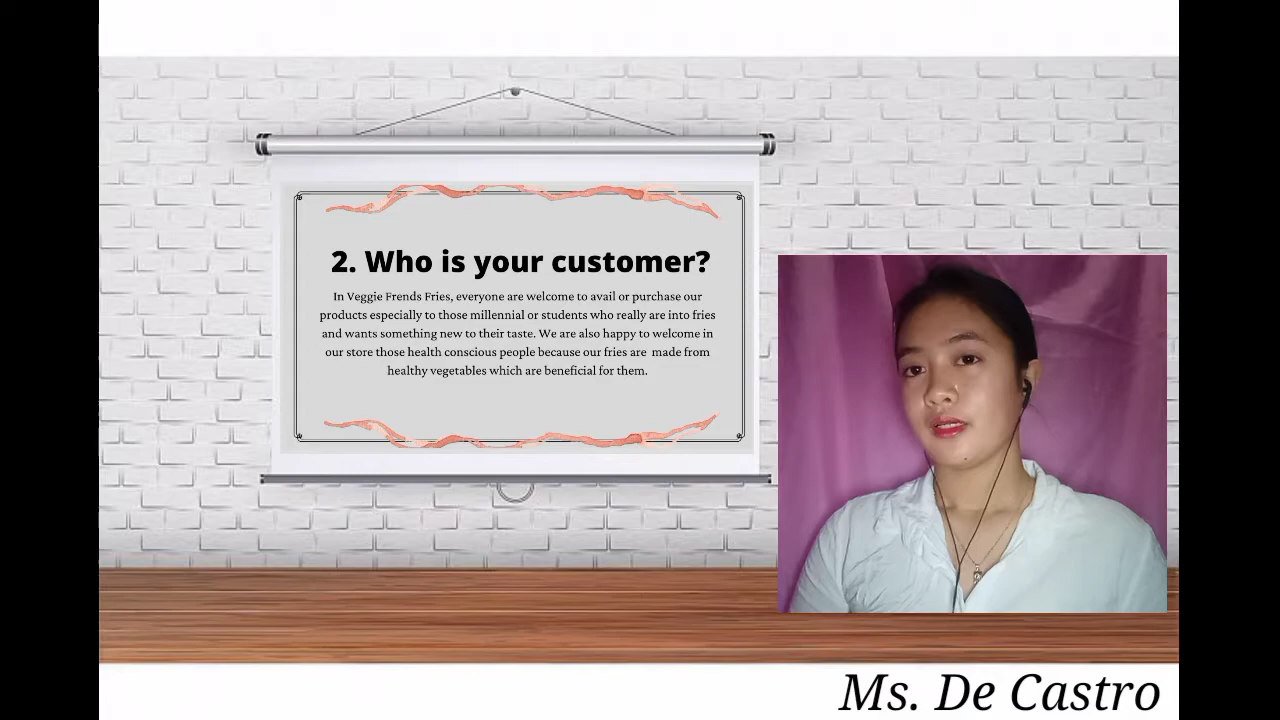 2. Who is your customer?
In Veggie Frends Fries, everyone are welcome to avail or purchase our
products especially to those millennial or students who really are into fries
and wants something new to their taste. We are also happy to welcome in
our store those health conscious people because our fries are made from
healthy vegetables which are beneficial for them.
Ms. De Castro